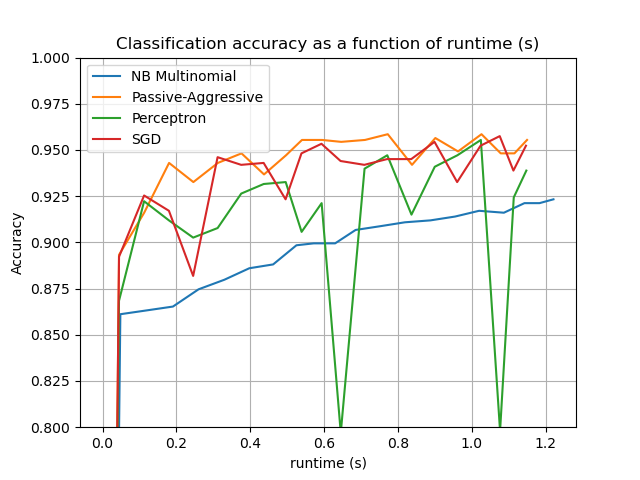 Classification accuracy as a function of runtime (s)
NB Multinomial
Passive-Aggressive
Perceptron
SGD
1.000
0.975
0.950
0.925
0.900
0.875
0.850
0.825
0.800
Accuracy
0.0 0.2 0.4 0.6 0.8 1.0 1.2
runtime (s)